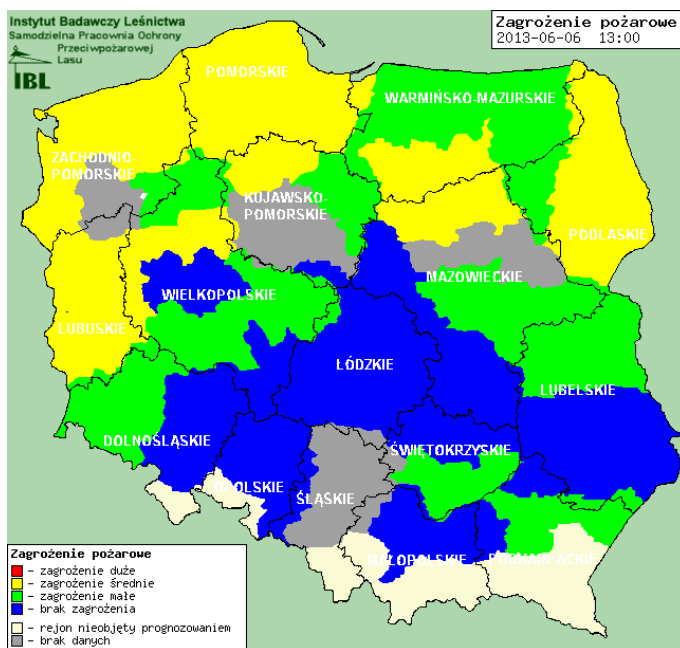 Instytut Badawczy Leśnictwa
Samodzielna Pracownia Ochrony
Przeciwpożarowej
Lasu
IBL
Zagrożenie pożarowe
2013-06-06 13:00
POMORSKIE
WARMIŃSKO-MAZURSKIE
ZACHODNIO-
POMORSKIE
KUJAWSKO-
POMORSKIE
PODLASKIE
MAZOWIECKIE
WIELKOPOLSKIE
LUBUSKIE
ŁÓDZKIE
LUBELSKIE
DOLNOŚLĄSKIE
ŚWIĘTOKRZYSKIE
OPOLSKIE
ŚLĄSKIE
MAŁOPOLSKIE
PODKARPACKIE
Zagrożenie pożarowe
- zagrożenie duże
- zagrożenie średnie
- zagrożenie małe
- brak zagrożenia
- rejon nieobjęty prognozowaniem
- brak danych